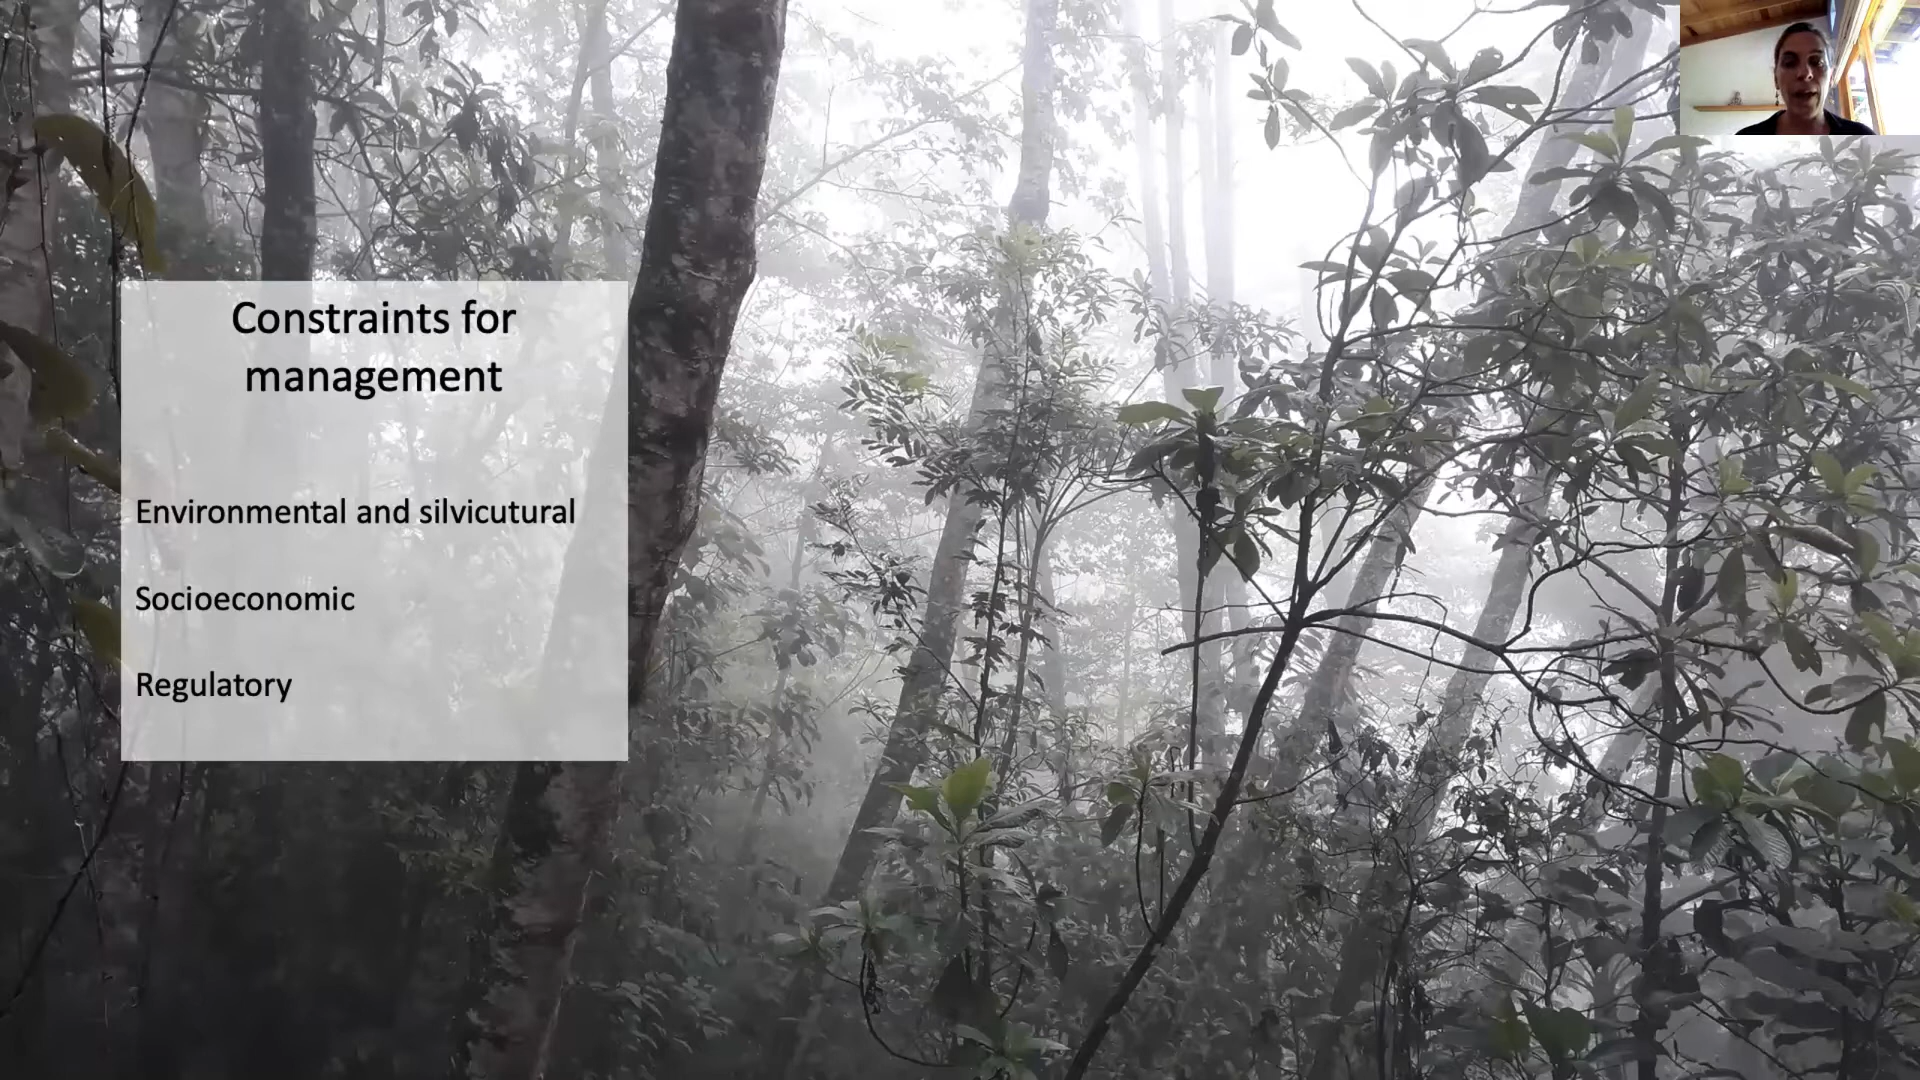 Constraints for
management
Environmental and silvicutural
Socioeconomic
Regulatory